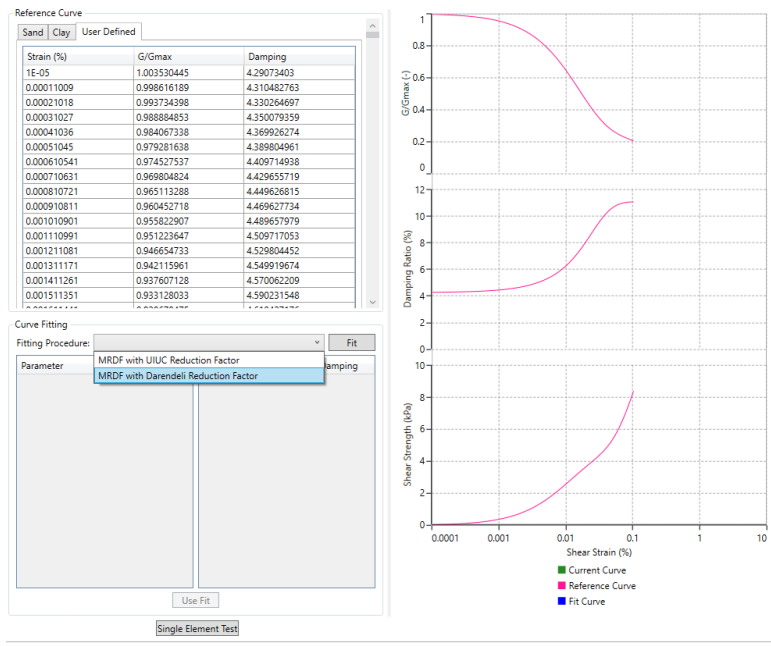 Reference Curve
Sand Clay User Defined
Strain (%) G/Gmax Damping
1E-05 1.003530445 4.29073403
0.00011009 0.998616189 4.310482763
0.00021018 0.993734398 4.330264697
0.00031027 0.988884853 4.350079359
0.00041036 0.984067338 4.369926274
0.00051045 0.979281638 4.389804961
0.000610541 0.974527537 4.409714938
0.000710631 0.969804824 4.429655719
0.000810721 0.965113288 4.449626815
0.000910811 0.960452718 4.469627734
0.001010901 0.955822907 4.489657979
0.001110991 0.951223647 4.509717053
0.001211081 0.946654733 4.529804452
0.001311171 0.942115961 4.549919674
0.001411261 0.937607128 4.570062209
0.001511351 0.933128033 4.590231548
Curve Fitting
Fitting Procedure: Fit
MRDF with UIUC Reduction Factor
MRDF with Darendeli Reduction Factor
Parameter
Use Fit
Single Element Test
G/Gmax (-)
1
0.8
0.6
0.4
0.2
0
Damping Ratio (%)
12
10
8
6
4
2
0
Shear Strength (kPa)
10
8
6
4
2
0
0.0001 0.001 0.01 0.1 1 10
Shear Strain (%)
Current Curve
Reference Curve
Fit Curve